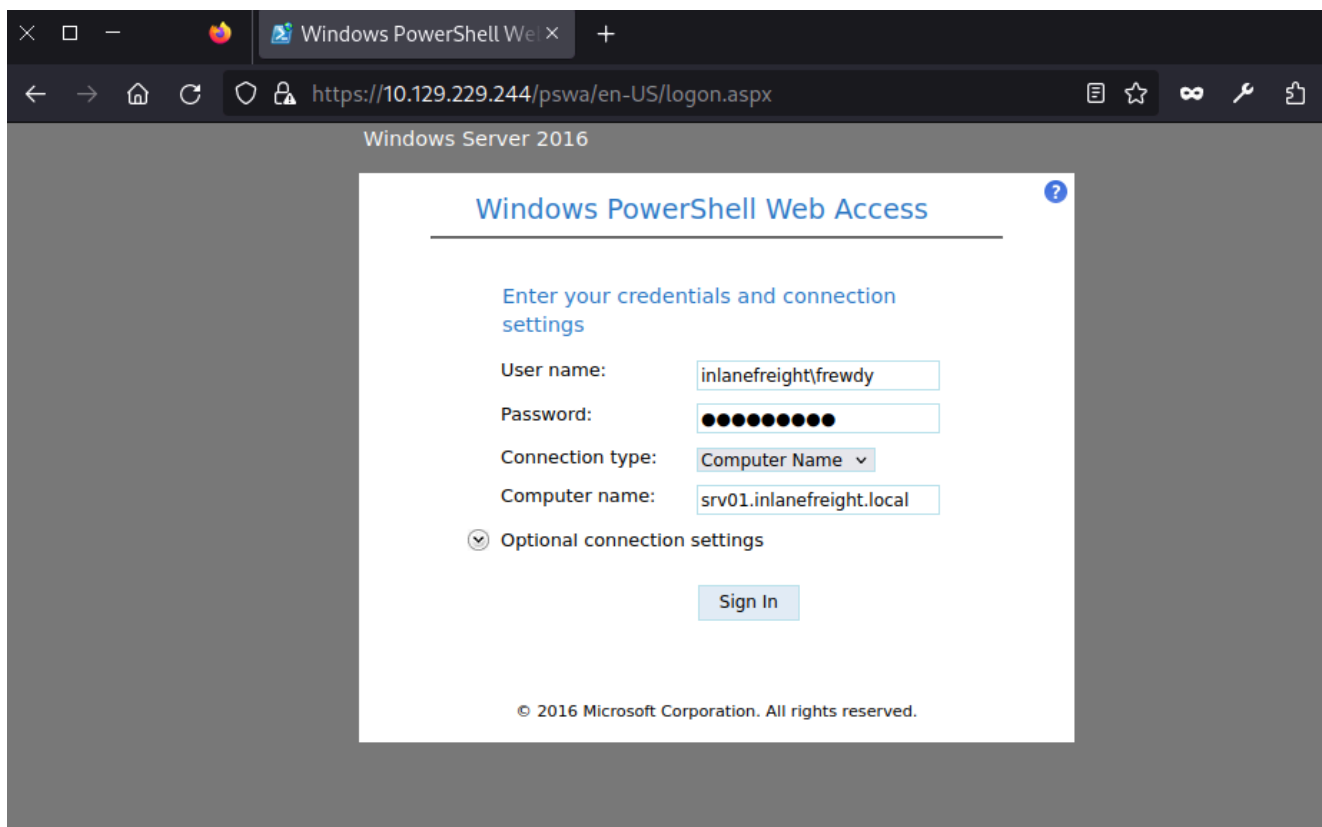 Windows PowerShell We
https://10.129.229.244/pswa/en-US/logon.aspx
Windows Server 2016
?
Windows PowerShell Web Access
Enter your credentials and connection
settings
User name: inlanefreight\frewdy
Password: ●●●●●●●●●
Connection type: Computer Name
Computer name: srv01.inlanefreight.local
Optional connection settings
Sign In
© 2016 Microsoft Corporation. All rights reserved.